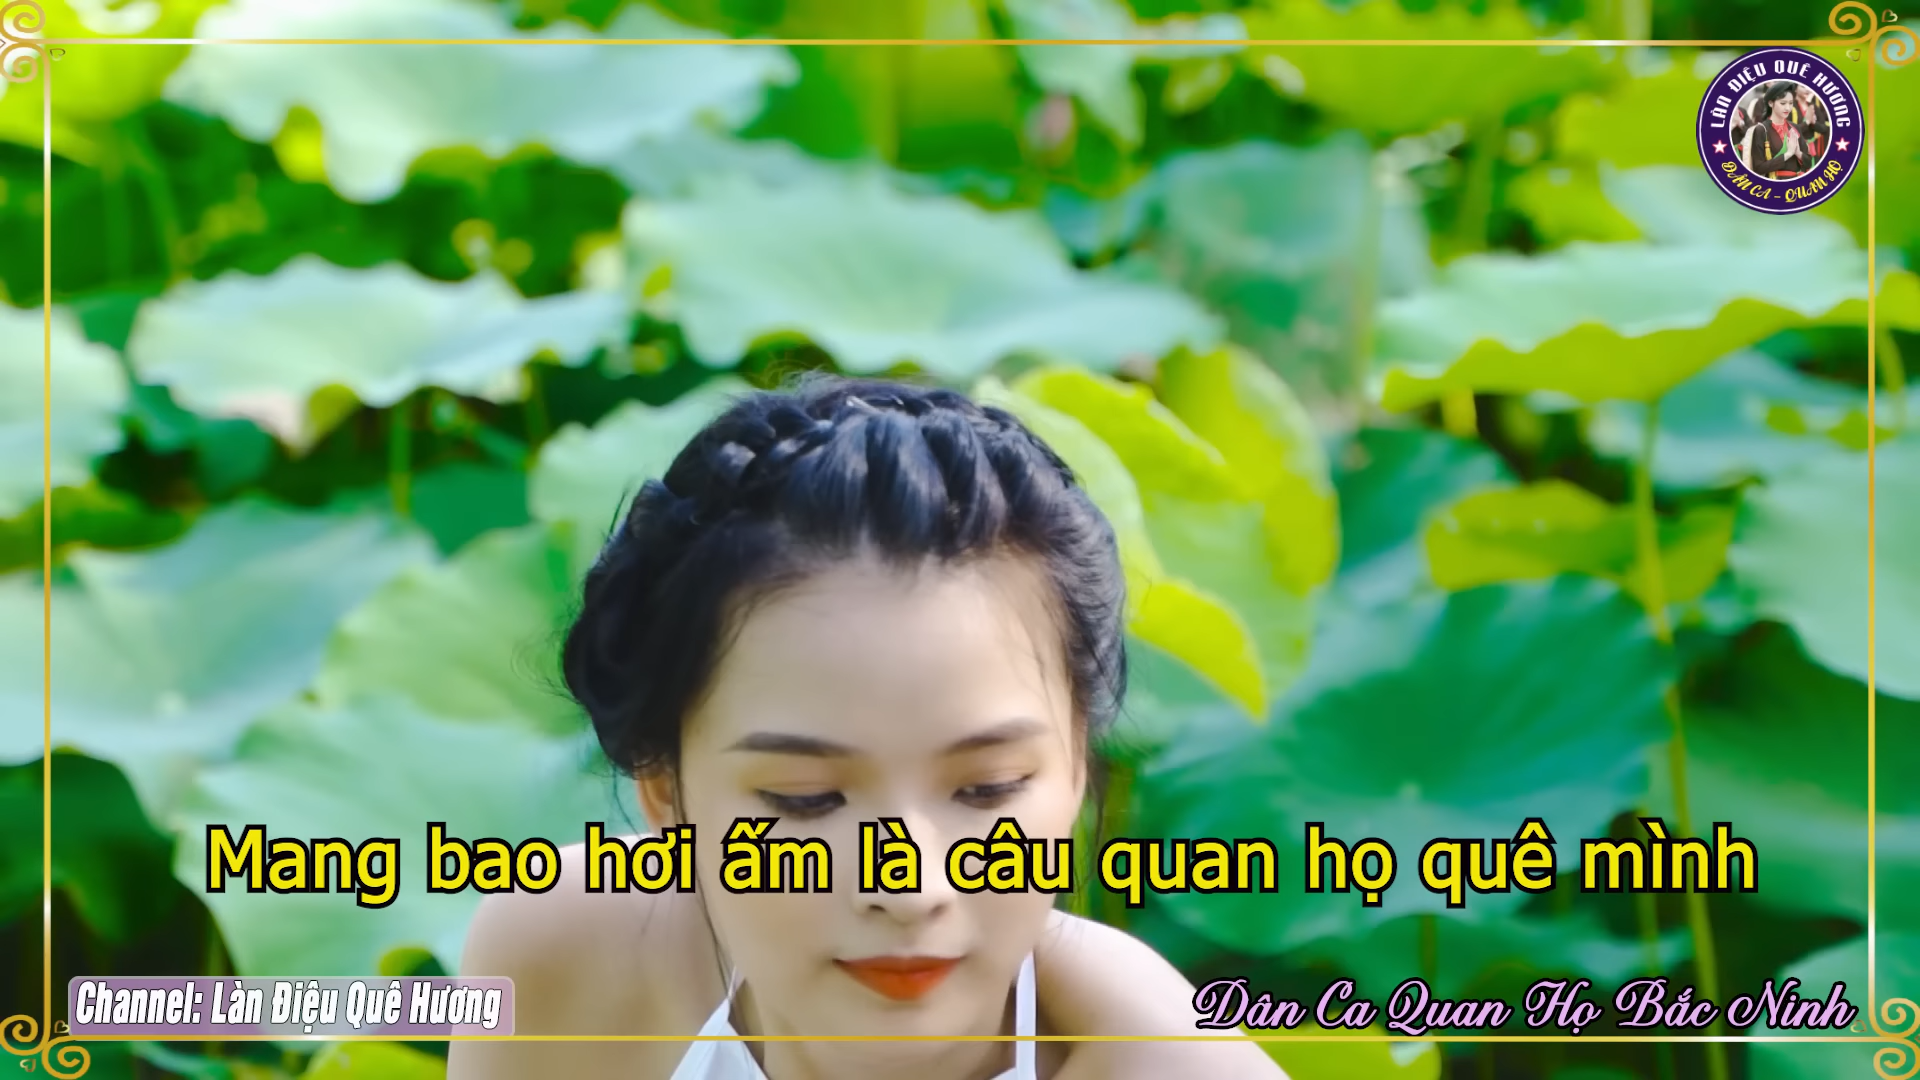 LÀN ĐIỆU QUÊ HƯƠNG
DÂN CA - QUAN HỌ
Mang bao hơi ấm là câu quan họ quê mình
Channel: Làn Điệu Quê Hương
Dân Ca Quan Họ Bắc Ninh